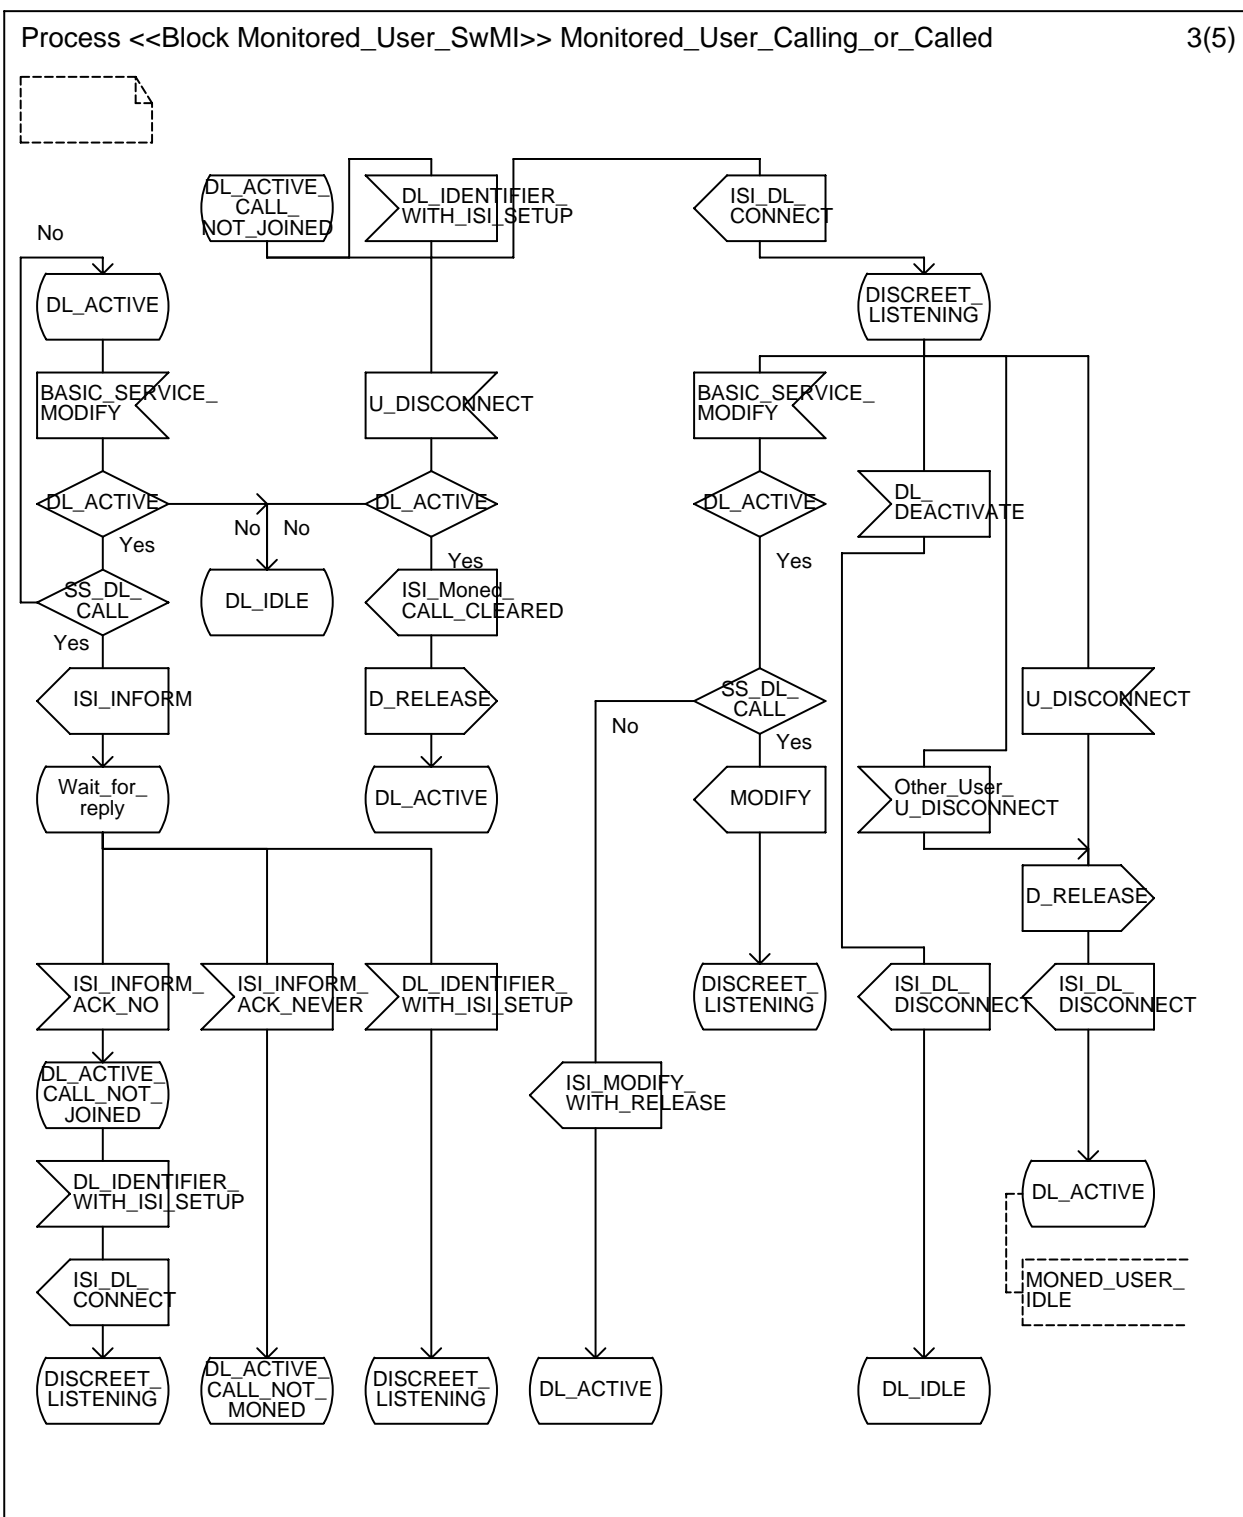 Process <<Block Monitored_User_SwMI>> Monitored_User_Calling_or_Called
3(5)
DL_ACTIVE_
CALL_
NOT_JOINED
DL_IDENTIFIER_
WITH_ISI_SETUP
ISI_DL_
CONNECT
No
DL_ACTIVE
DISCREET_
LISTENING
BASIC_SERVICE_
MODIFY
U_DISCONNECT
BASIC_SERVICE_
MODIFY
DL_ACTIVE
DL_ACTIVE
DL_ACTIVE
DL_
DEACTIVATE
No
No
Yes
Yes
Yes
SS_DL_
CALL
DL_IDLE
ISI_Moned_
CALL_CLEARED
Yes
ISI_INFORM
D_RELEASE
SS_DL_
CALL
U_DISCONNECT
No
Yes
Wait_for_
reply
DL_ACTIVE
MODIFY
Other_User_
U_DISCONNECT
D_RELEASE
ISI_INFORM_
ACK_NO
ISI_INFORM_
ACK_NEVER
DL_IDENTIFIER_
WITH_ISI_SETUP
DISCREET_
LISTENING
ISI_DL_
DISCONNECT
ISI_DL_
DISCONNECT
DL_ACTIVE_
CALL_NOT_
JOINED
ISI_MODIFY_
WITH_RELEASE
DL_IDENTIFIER_
WITH_ISI_SETUP
DL_ACTIVE
ISI_DL_
CONNECT
MONED_USER_
IDLE
DISCREET_
LISTENING
DL_ACTIVE_
CALL_NOT_
MONED
DISCREET_
LISTENING
DL_ACTIVE
DL_IDLE